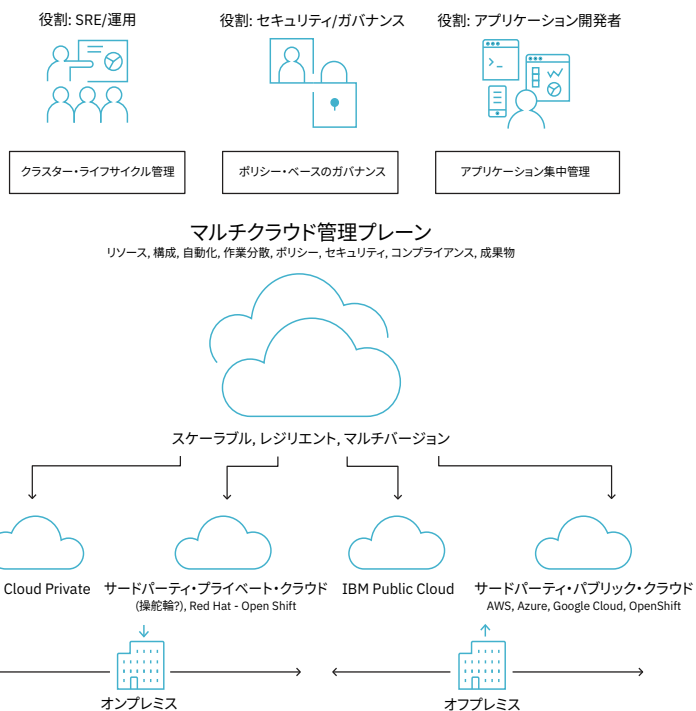 役割: SRE/運用
役割: セキュリティ/ガバナンス
役割: アプリケーション開発者
クラスター・ライフサイクル管理
ポリシー・ベースのガバナンス
アプリケーション集中管理
マルチクラウド管理プレーン
リソース, 構成, 自動化, 作業分散, ポリシー, セキュリティ, コンプライアンス, 成果物
スケーラブル, レジリエント, マルチバージョン
Cloud Private
サードパーティ・プライベート・クラウド
(操舵輪?), Red Hat - Open Shift
IBM Public Cloud
サードパーティ・パブリック・クラウド
AWS, Azure, Google Cloud, OpenShift
オンプレミス
オフプレミス